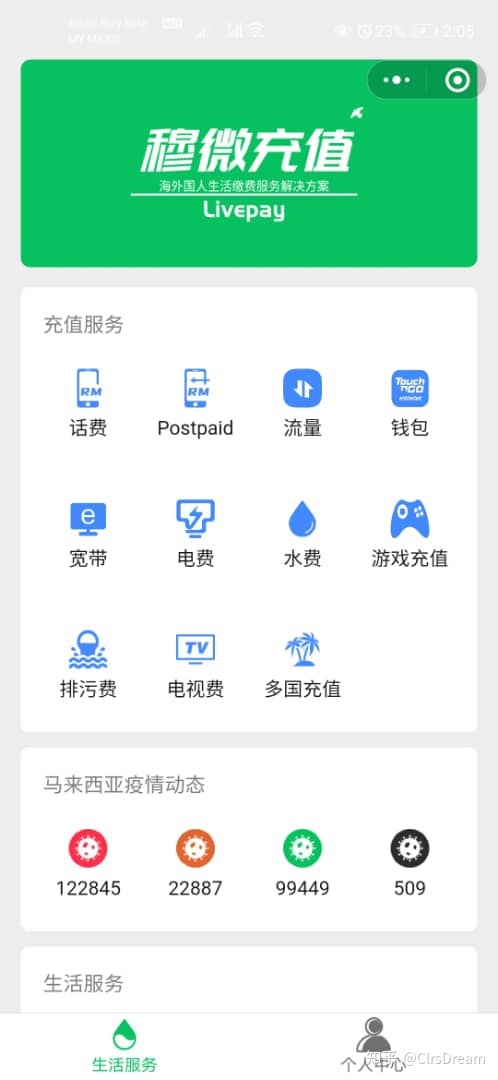 MY MAXIS
23%
2:05
穆微充值
海外国人生活缴费服务解决方案
Livepay
充值服务
RM
RM
Touch
'nGO
eWallet
话费
Postpaid
流量
钱包
e
宽带
电费
水费
游戏充值
TV
排污费
电视费
多国充值
马来西亚疫情动态
122845
22887
99449
509
生活服务
生活服务
个人中心
知乎 @ClrsDream